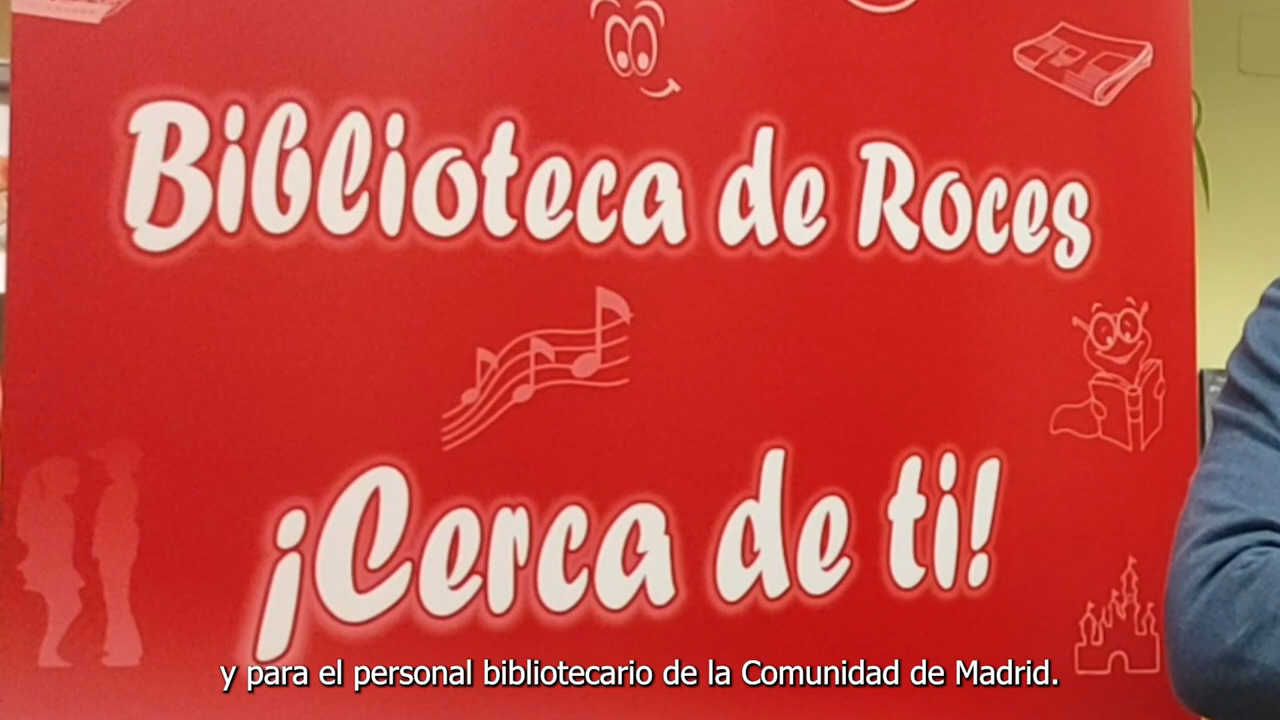 Biblioteca de Roces
¡Cerca de ti!
y para el personal bibliotecario de la Comunidad de Madrid.